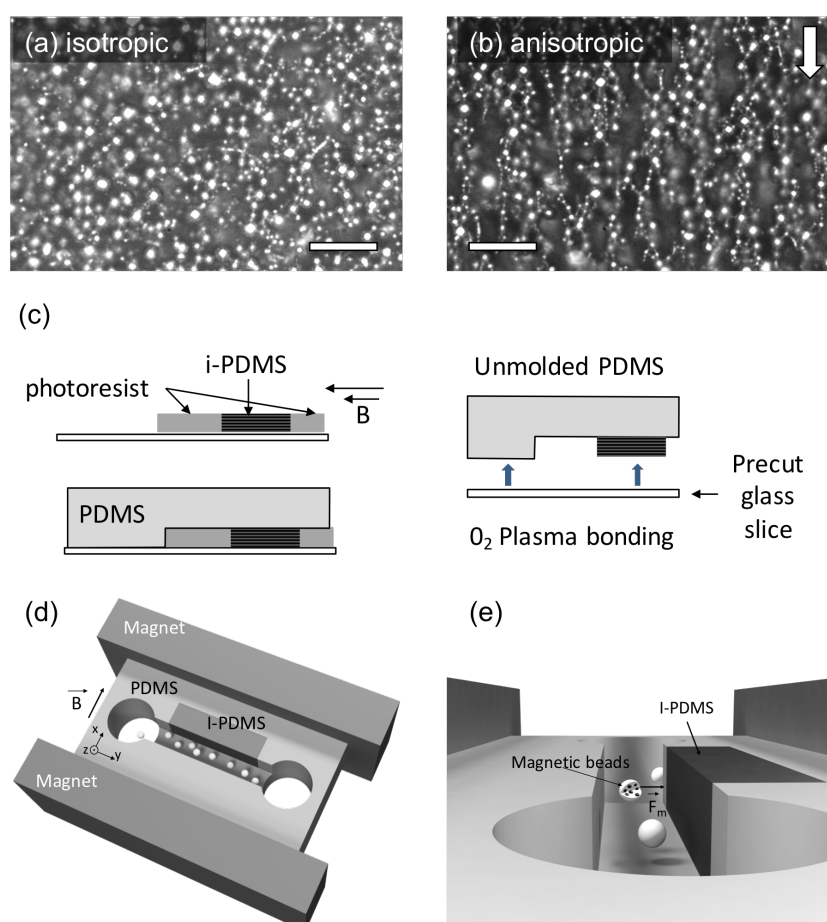 (a) isotropic
(b) anisotropic
(c)
i-PDMS
photoresist
B
PDMS
Unmolded PDMS
Precut
glass
slice
0₂ Plasma bonding
(d)
Magnet
PDMS
B
I-PDMS
x
z
y
Magnet
(e)
I-PDMS
Magnetic beads
Fₘ